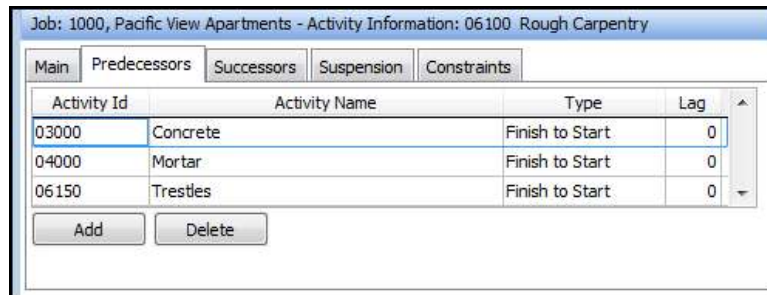 Job: 1000, Pacific View Apartments - Activity Information: 06100 Rough Carpentry
Main Predecessors Successors Suspension Constraints
Activity Id Activity Name Type Lag
03000 Concrete Finish to Start 0
04000 Mortar Finish to Start 0
06150 Trestles Finish to Start 0
Add Delete